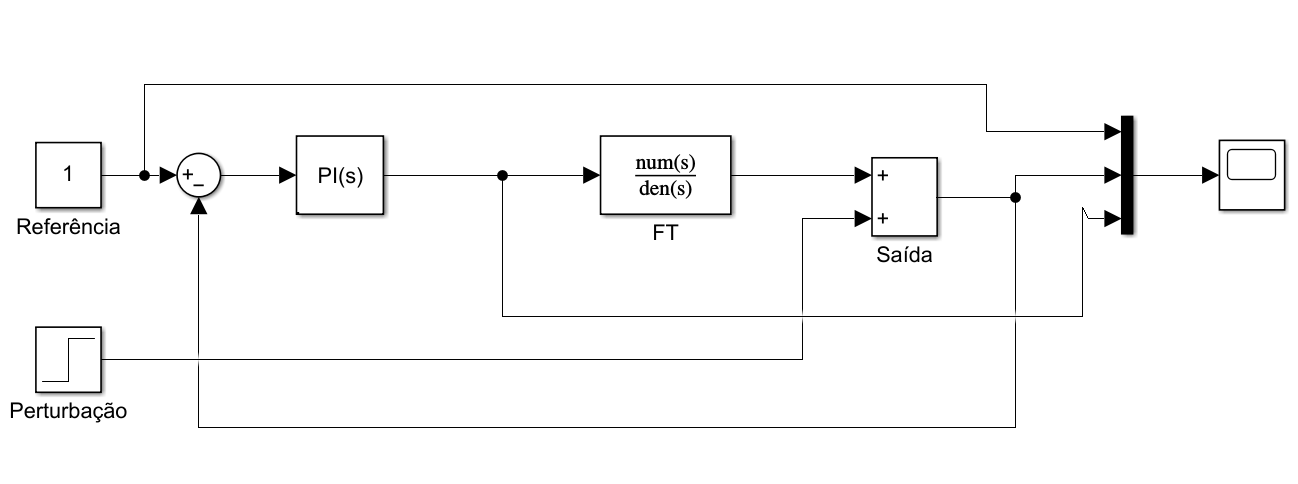 1
+
−
Referência
PI(s)
num(s)
den(s)
FT
+
+
Saída
Perturbação